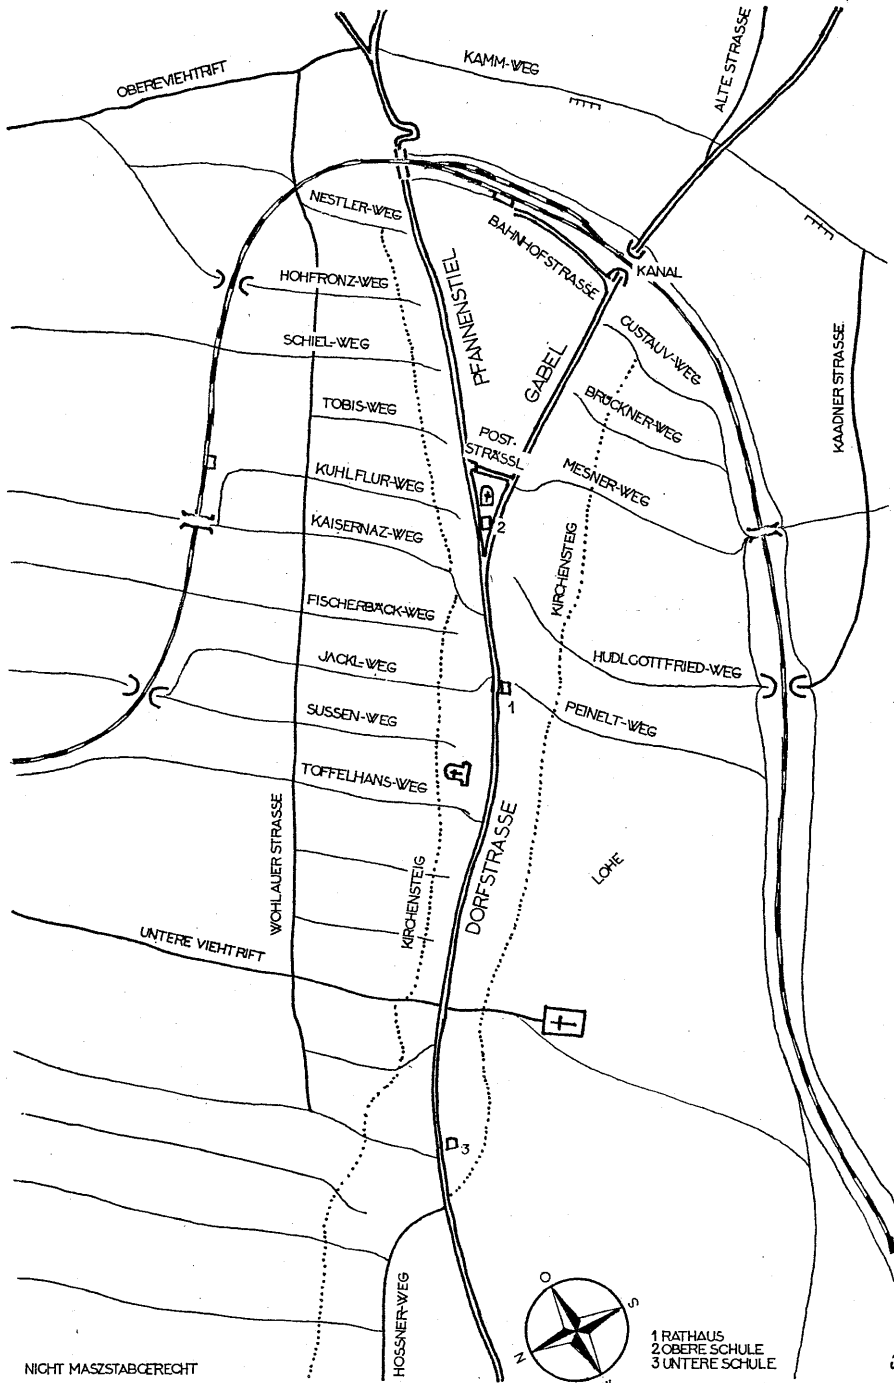 ALTE STRASSE
KAMM-WEG
OBEREVIEHTRIFT
NESTLER-WEG
BAHNHOFSTRASSE
KANAL
HOHFRONZ-WEG
PFANNENSTIEL
GABEL
GUSTAUV-WEG
SCHIEL-WEG
KAADNER STRASSE
TOBIS-WEG
BRÜCKNER-WEG
POST-
STRÄSSL
KUHLFLUR-WEG
MESNER-WEG
KAISERNAZ-WEG
2
KIRCHENSTEIG
FISCHERBÄCK-WEG
JACKL-WEG
HUDLGOTTFRIED-WEG
SUSSEN-WEG
1
PEINELT-WEG
TOFFELHANS-WEG
WOHLAUER STRASSE
KIRCHENSTEIG
DORFSTRASSE
LOHE
UNTERE VIEHTRIFT
3
HOSSNER-WEG
O
S
N
1 RATHAUS
2 OBERE SCHULE
3 UNTERE SCHULE
NICHT MASZSTABGERECHT